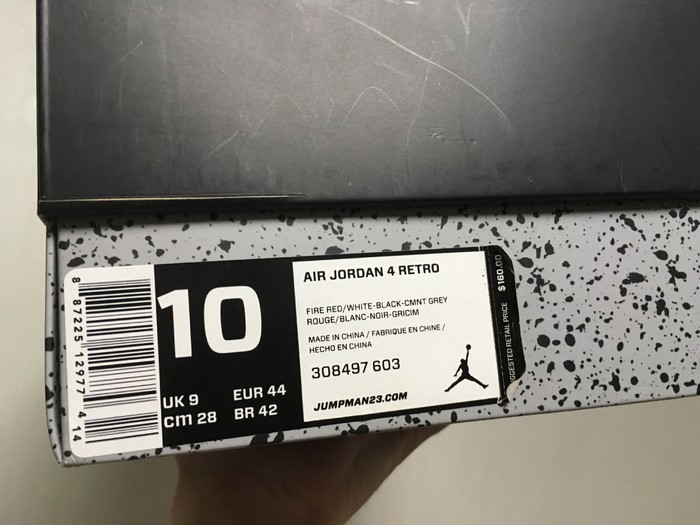 8 87225 12977 4 14
10
UK 9 EUR 44
cm 28 BR 42
AIR JORDAN 4 RETRO
FIRE RED/WHITE-BLACK-CMNT GREY
ROUGE/BLANC-NOIR-GRICIM
MADE IN CHINA / FABRIQUE EN CHINE /
HECHO EN CHINA
308497 603
JUMPMAN23.COM
GGESTED RETAIL PRICE $160.00